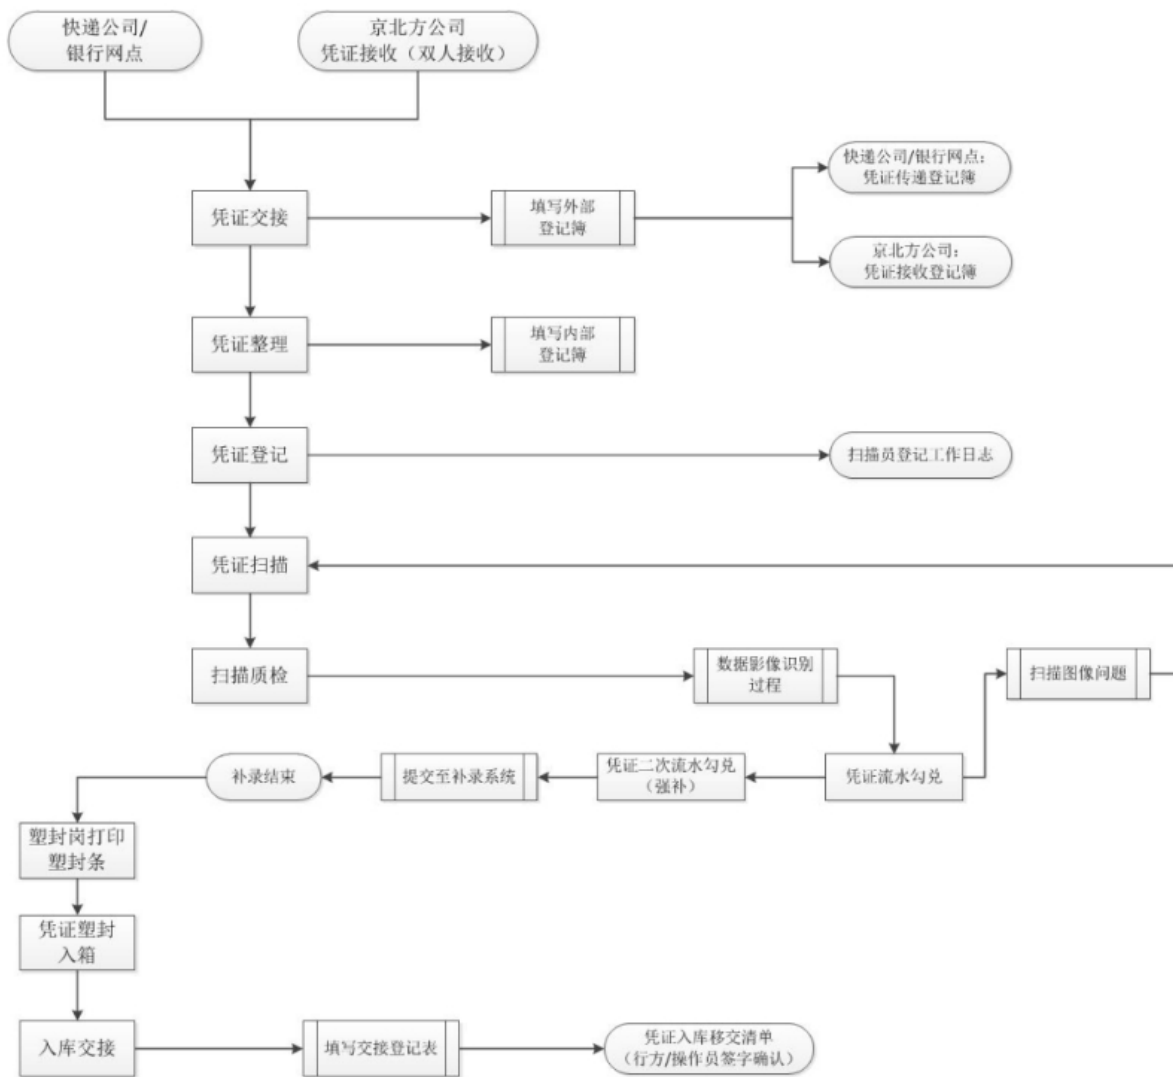 快递公司/
银行网点
京北方公司
凭证接收（双人接收）
快递公司/银行网点：
凭证传递登记簿
凭证交接
填写外部
登记簿
京北方公司：
凭证接收登记簿
凭证整理
填写内部
登记簿
凭证登记
扫描员登记工作日志
凭证扫描
扫描质检
数据影像识别
过程
扫描图像问题
补录结束
提交至补录系统
凭证二次流水勾兑
（强补）
凭证流水勾兑
塑封岗打印
塑封条
凭证塑封
入箱
入库交接
填写交接登记表
凭证入库移交清单
（行方/操作员签字确认）